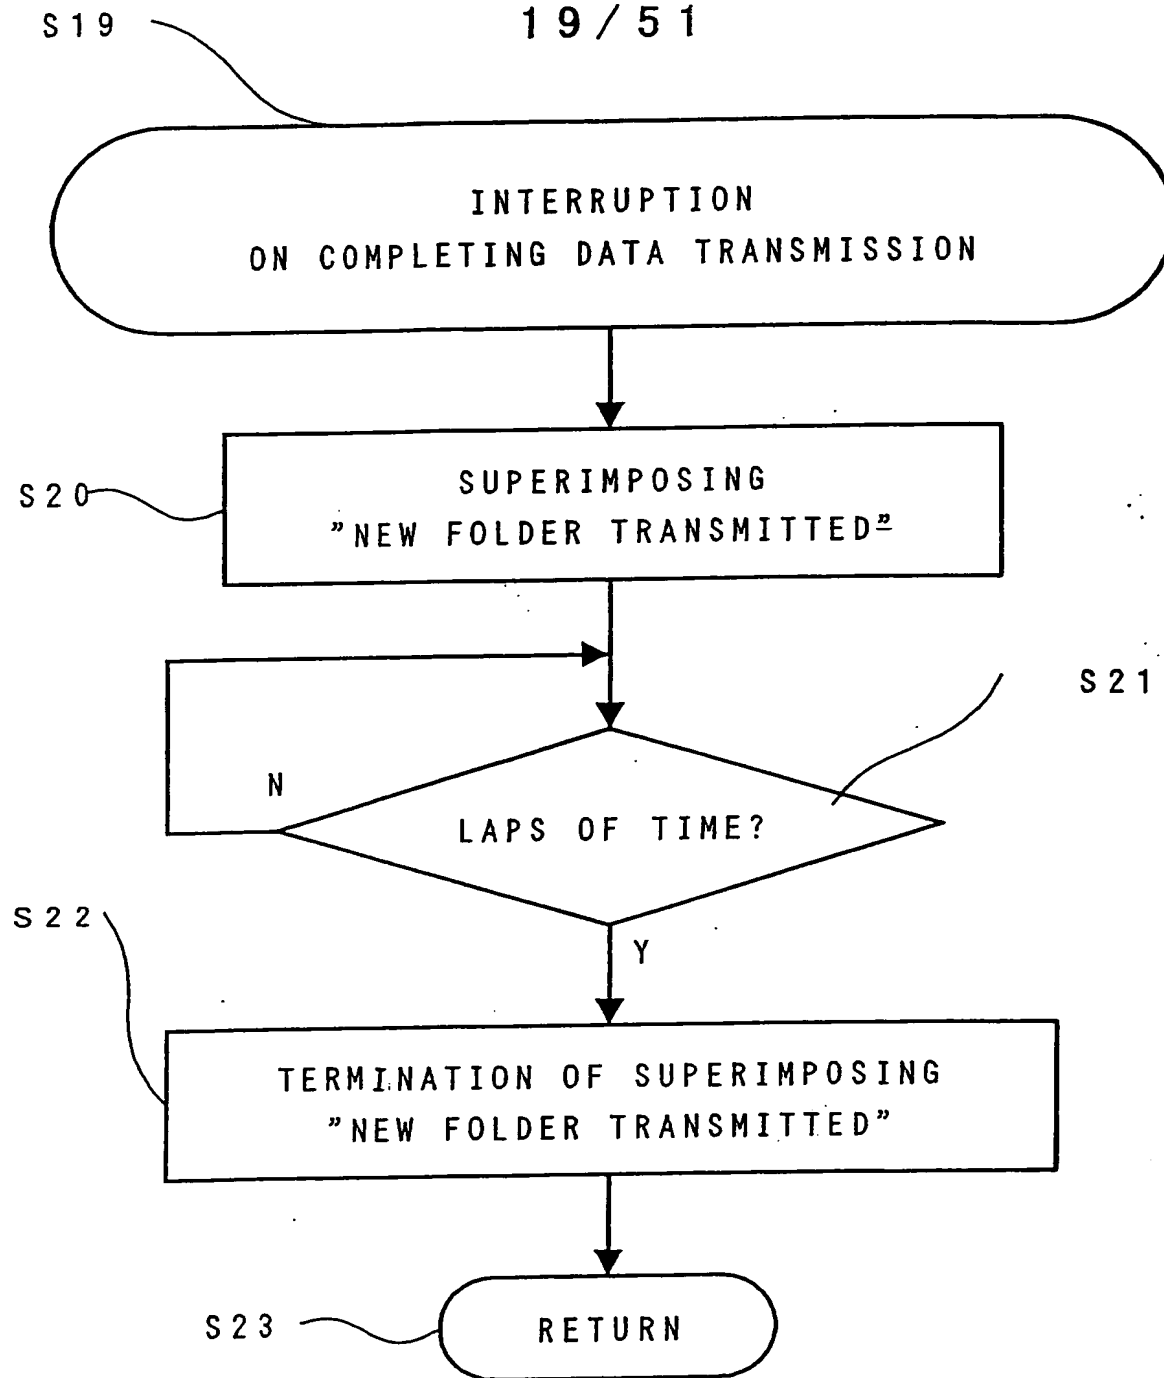 S19
19/51
INTERRUPTION
ON COMPLETING DATA TRANSMISSION
S20
SUPERIMPOSING
"NEW FOLDER TRANSMITTED"
S21
N
LAPS OF TIME?
S22
Y
TERMINATION OF SUPERIMPOSING
"NEW FOLDER TRANSMITTED"
S23
RETURN